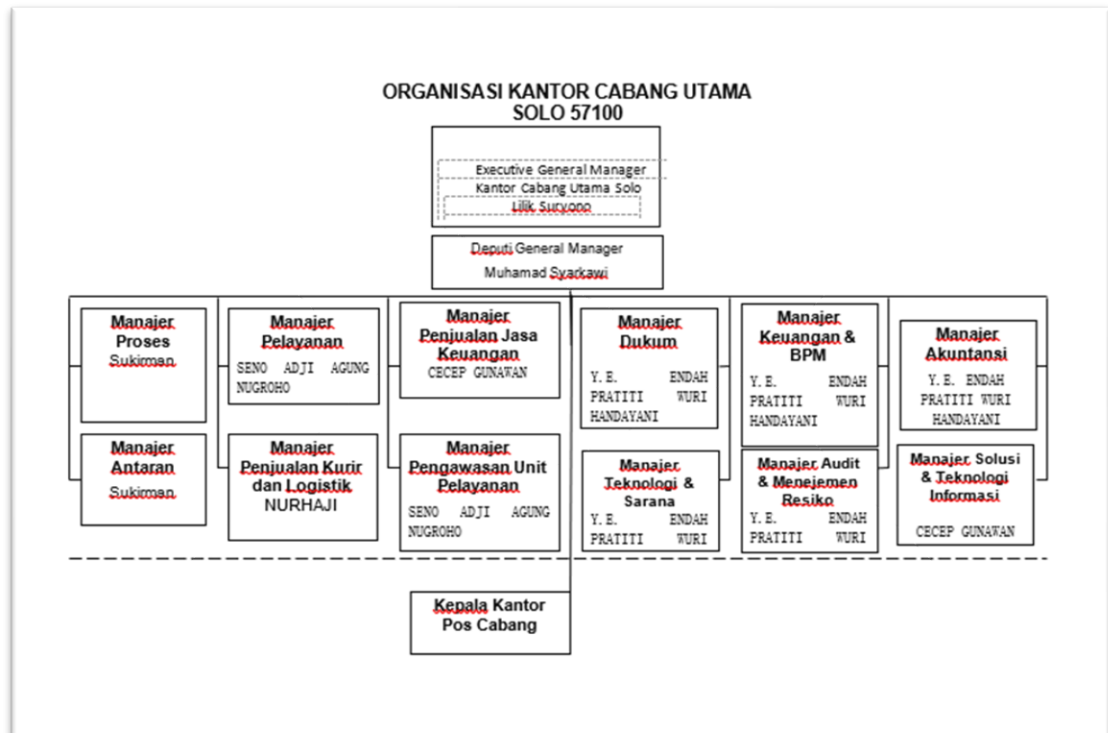 ORGANISASI KANTOR CABANG UTAMA
SOLO 57100
Executive General Manager
Kantor Cabang Utama Solo
Lilik Suryono
Deputi General Manager
Muhamad Syarkawi
Manajer
Proses
Sukirman
Manajer
Pelayanan
SENO ADJI AGUNG
NUGROHO
Manajer
Penjualan Jasa
Keuangan
CECEP GUNAWAN
Manajer
Dukum
Y.E. ENDAH
PRATITI WURI
HANDAYANI
Manajer
Keuangan &
BPM
Y.E. ENDAH
PRATITI WURI
HANDAYANI
Manajer
Akuntansi
Y.E. ENDAH
PRATITI WURI
HANDAYANI
Manajer
Antaran
Sukirman
Manajer
Penjualan Kurir
dan Logistik
NURHAJI
Manajer
Pengawasan Unit
Pelayanan
SENO ADJI AGUNG
NUGROHO
Manajer
Teknologi &
Sarana
Y.E. ENDAH
PRATITI WURI
Manajer Audit
& Menejemen
Resiko
Y.E. ENDAH
PRATITI WURI
Manajer Solusi
& Teknologi
Informasi
CECEP GUNAWAN
Kepala Kantor
Pos Cabang